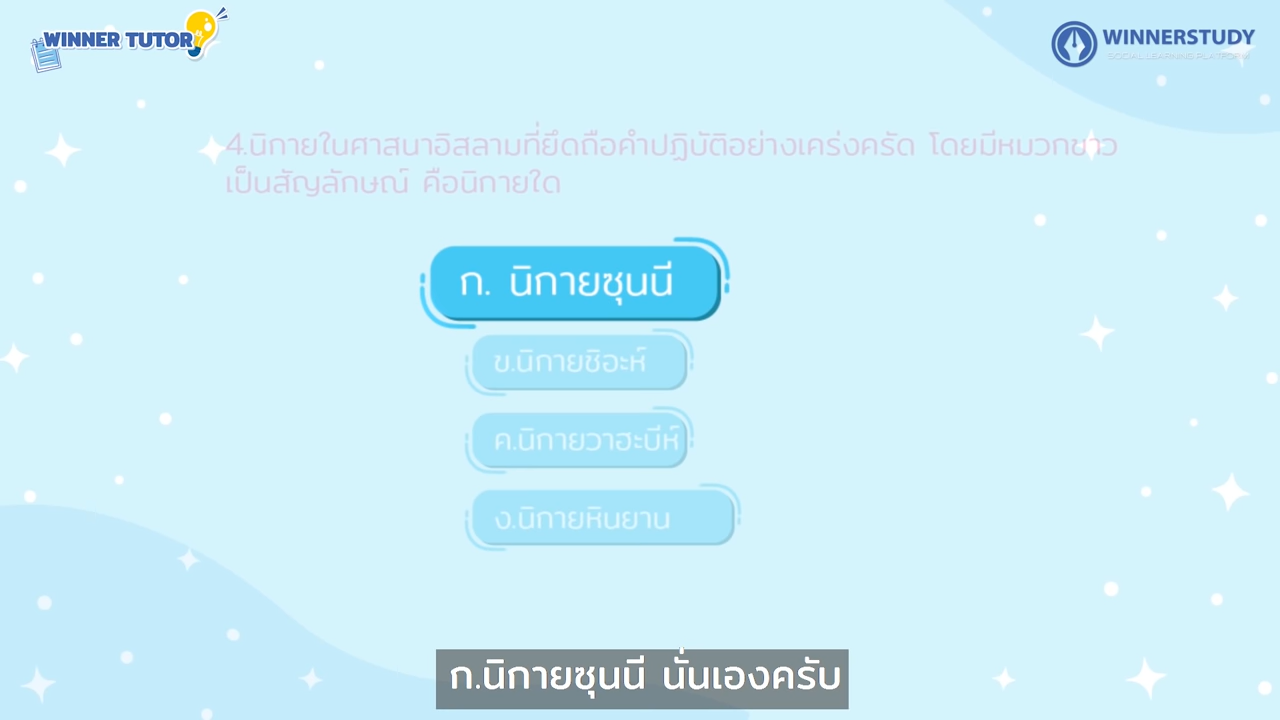 WINNER TUTOR
WINNERSTUDY
SOCIAL LEARNING PLATFORM
4.นิกายในศาสนาอิสลามที่ยึดถือคำปฏิบัติอย่างเคร่งครัด โดยมีหมวกขาว
เป็นสัญลักษณ์ คือนิกายใด
ก. นิกายซุนนี
ข.นิกายชิอะห์
ค.นิกายวาฮะบีห์
ง.นิกายหินยาน
ก.นิกายซุนนี นั่นเองครับ